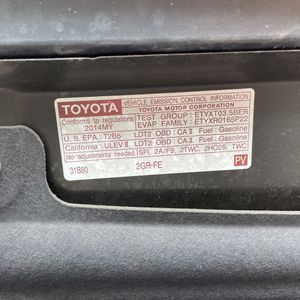 TOYOTA VEHICLE EMISSION CONTROL INFORMATION
TOYOTA MOTOR CORPORATION
Conforms to regulations TEST GROUP : ETYXT03.5BER
2014MY EVAP FAMILY : ETYXR0165P22
U.S. EPA : T2B5 LDT2 OBD : CA II Fuel : Gasoline
California : ULEV II LDT2 OBD : CA II Fuel : Gasoline
No adjustments needed. SFI, 2A/FS, 2TWC, 2HO2S, TWC
31B80 2GR-FE PV